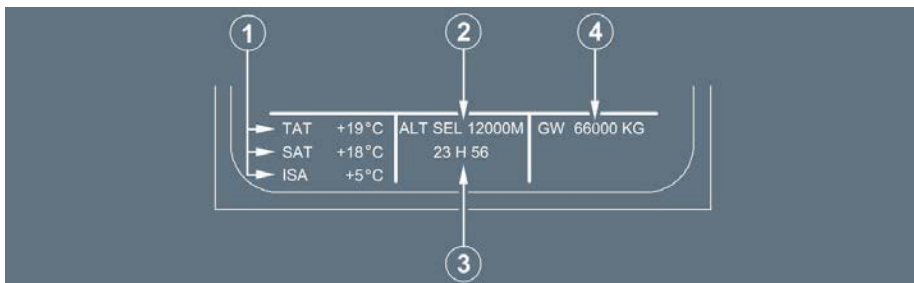 1 2 4
TAT +19°C ALT SEL 12000M GW 66000 KG
SAT +18°C 23 H 56
ISA +5°C
3